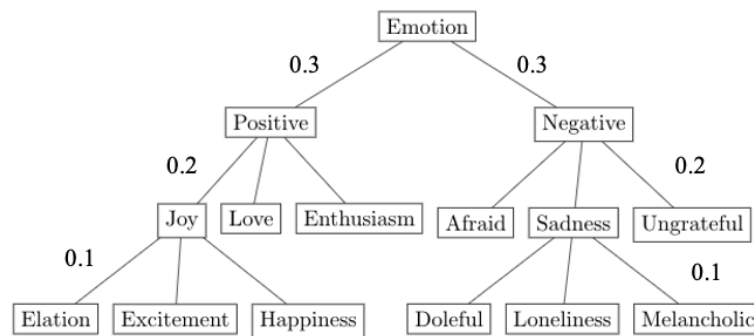 Emotion
0.3 0.3
Positive Negative
0.2 0.2
Joy Love Enthusiasm Afraid Sadness Ungrateful
0.1 0.1
Elation Excitement Happiness Doleful Loneliness Melancholic